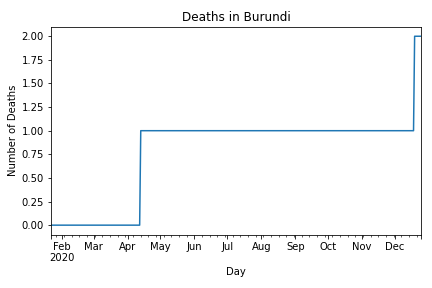 Deaths in Burundi
2.00
1.75
1.50
1.25
1.00
0.75
0.50
0.25
0.00
Number of Deaths
Feb Mar Apr May Jun Jul Aug Sep Oct Nov Dec
2020
Day